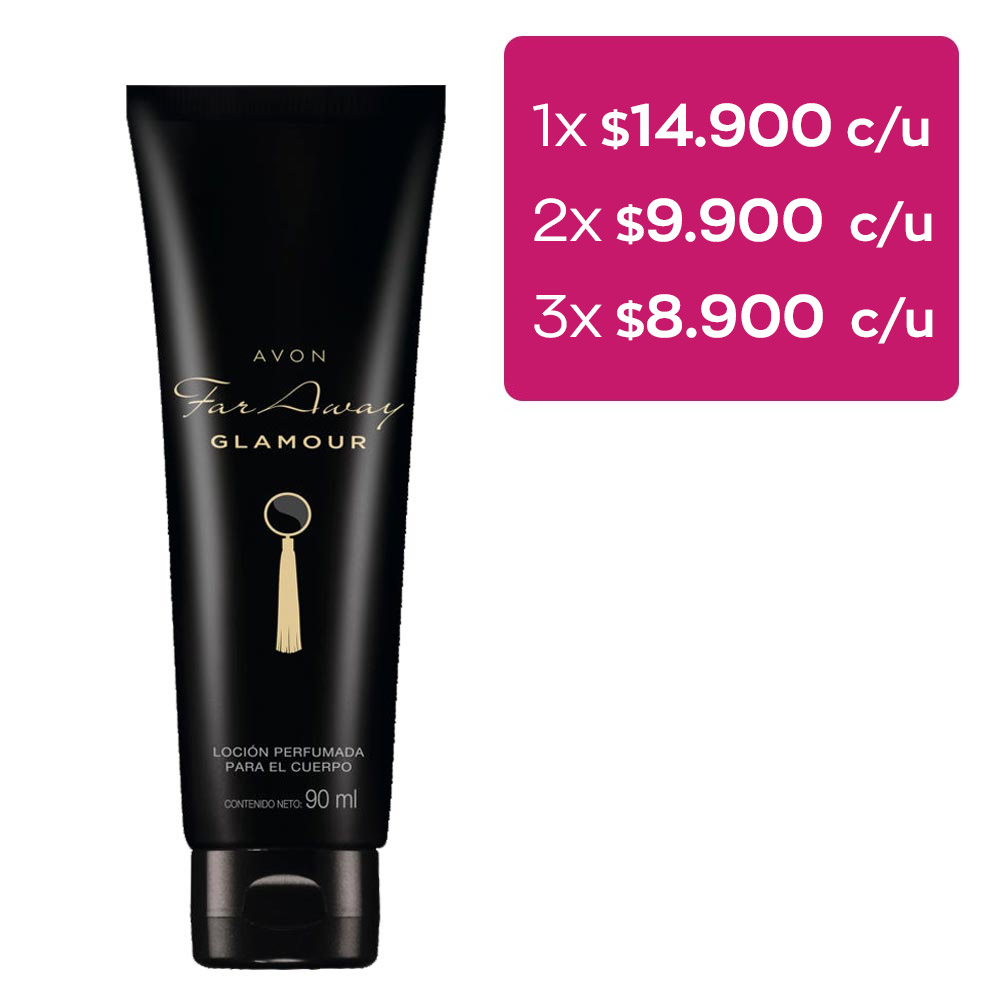 AVON
Far Away
GLAMOUR
LOCIÓN PERFUMADA
PARA EL CUERPO
CONTENIDO NETO: 90 ml
1x $14.900 c/u
2x $9.900 c/u
3x $8.900 c/u